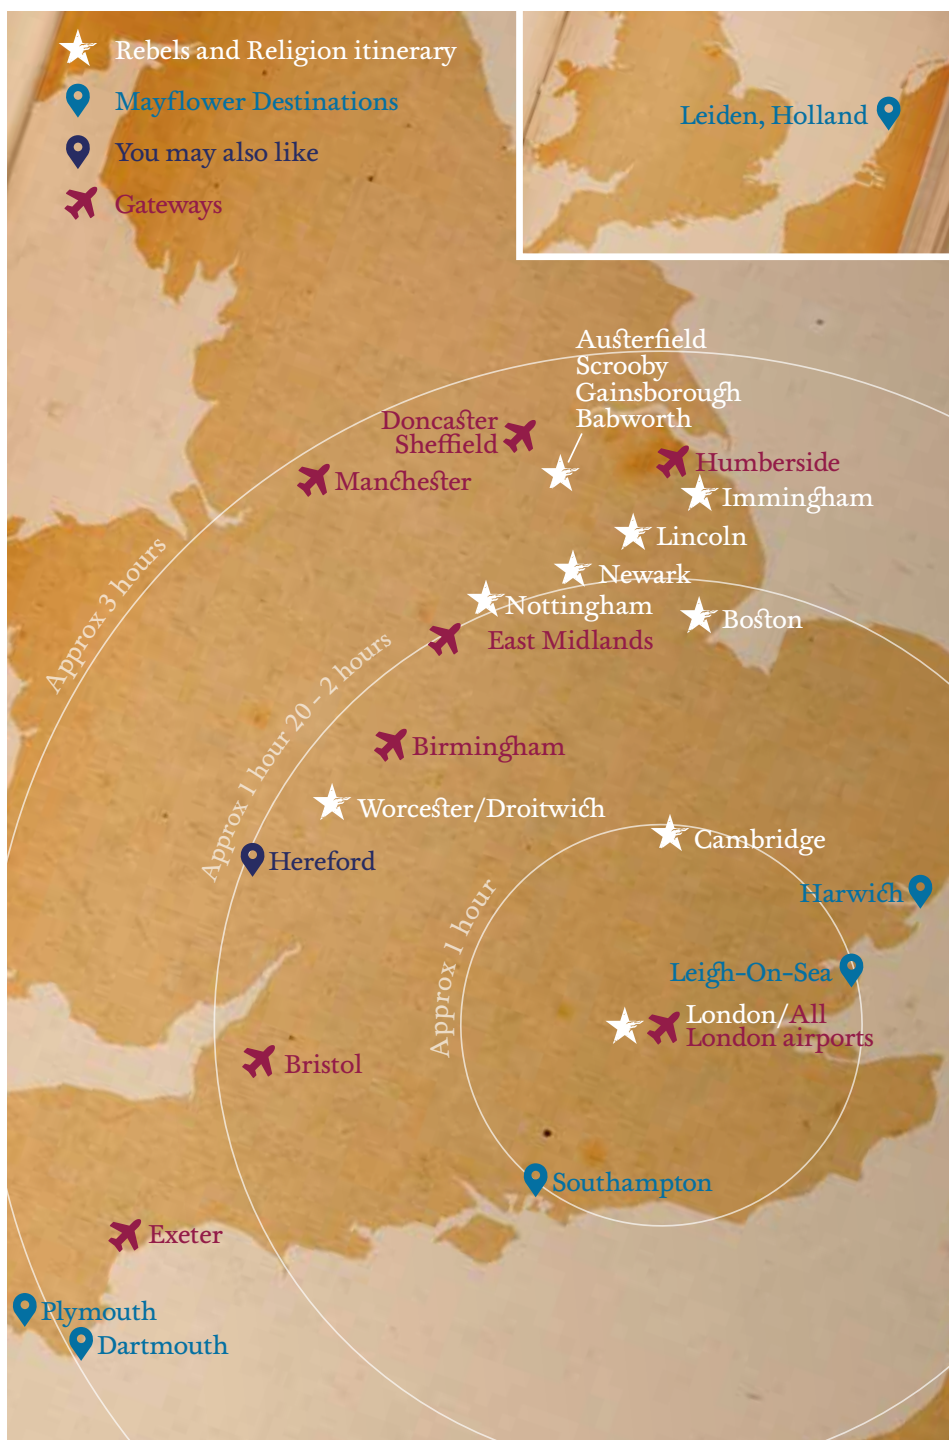 Rebels and Religion itinerary
Mayflower Destinations
You may also like
Gateways
Leiden, Holland
Austerfield
Scrooby
Gainsborough
Babworth
Doncaster
Sheffield
Manchester
Humberside
Immingham
Lincoln
Newark
Nottingham
Boston
East Midlands
Approx 3 hours
Approx 1 hour 20 - 2 hours
Birmingham
Worcester/Droitwich
Cambridge
Hereford
Harwich
Approx 1 hour
Leigh-On-Sea
London/All
London airports
Bristol
Southampton
Exeter
Plymouth
Dartmouth